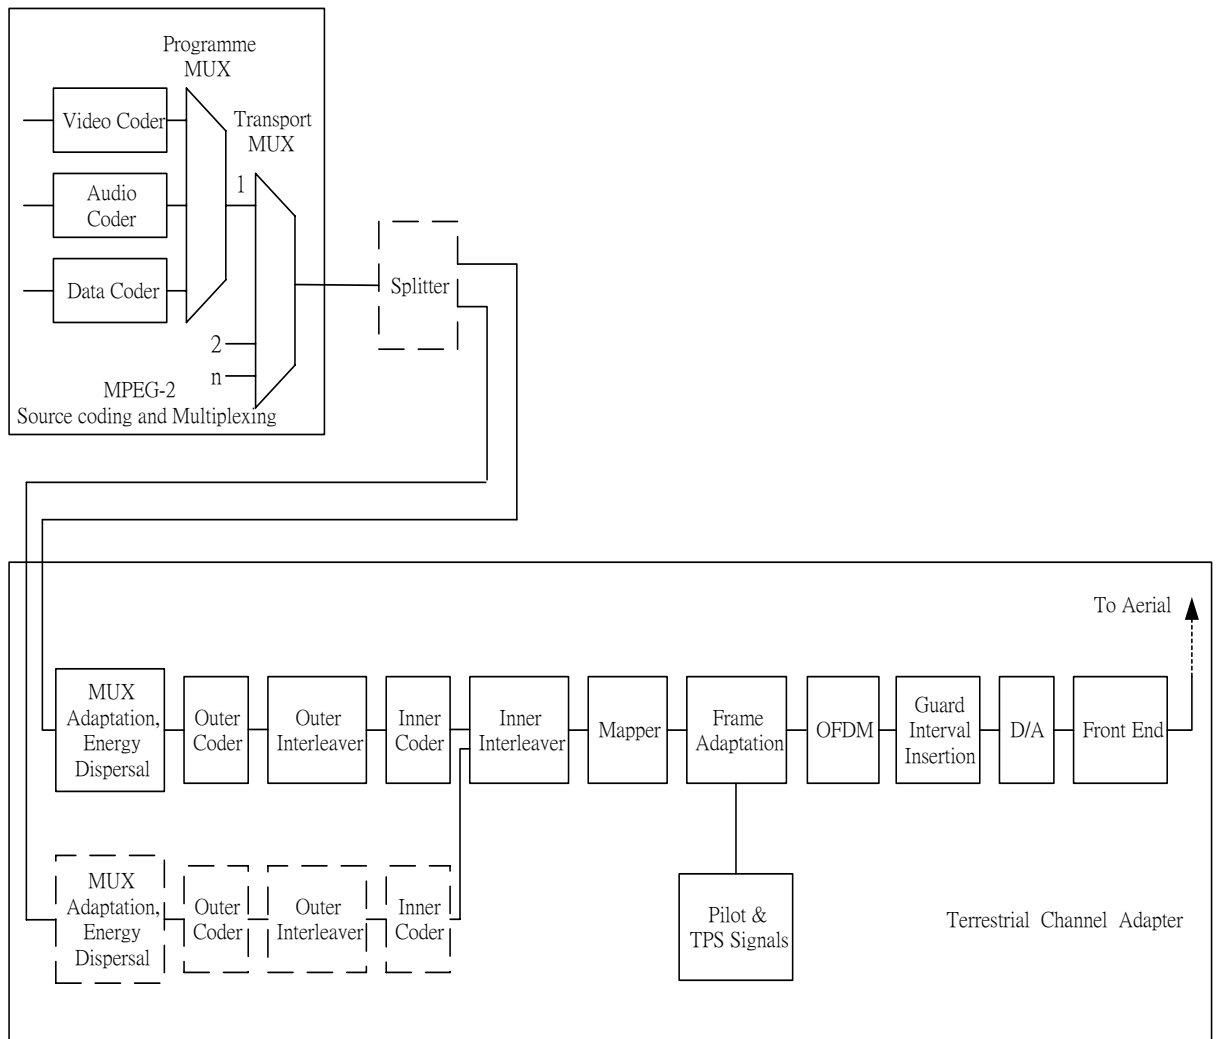 Programme
MUX
Video Coder
Transport
MUX
Audio
Coder
1
Data Coder
Splitter
2
n
MPEG-2
Source coding and Multiplexing
To Aerial
MUX
Adaptation,
Energy
Dispersal
Outer
Coder
Outer
Interleaver
Inner
Coder
Inner
Interleaver
Mapper
Frame
Adaptation
OFDM
Guard
Interval
Insertion
D/A
Front End
MUX
Adaptation,
Energy
Dispersal
Outer
Coder
Outer
Interleaver
Inner
Coder
Pilot &
TPS Signals
Terrestrial Channel Adapter